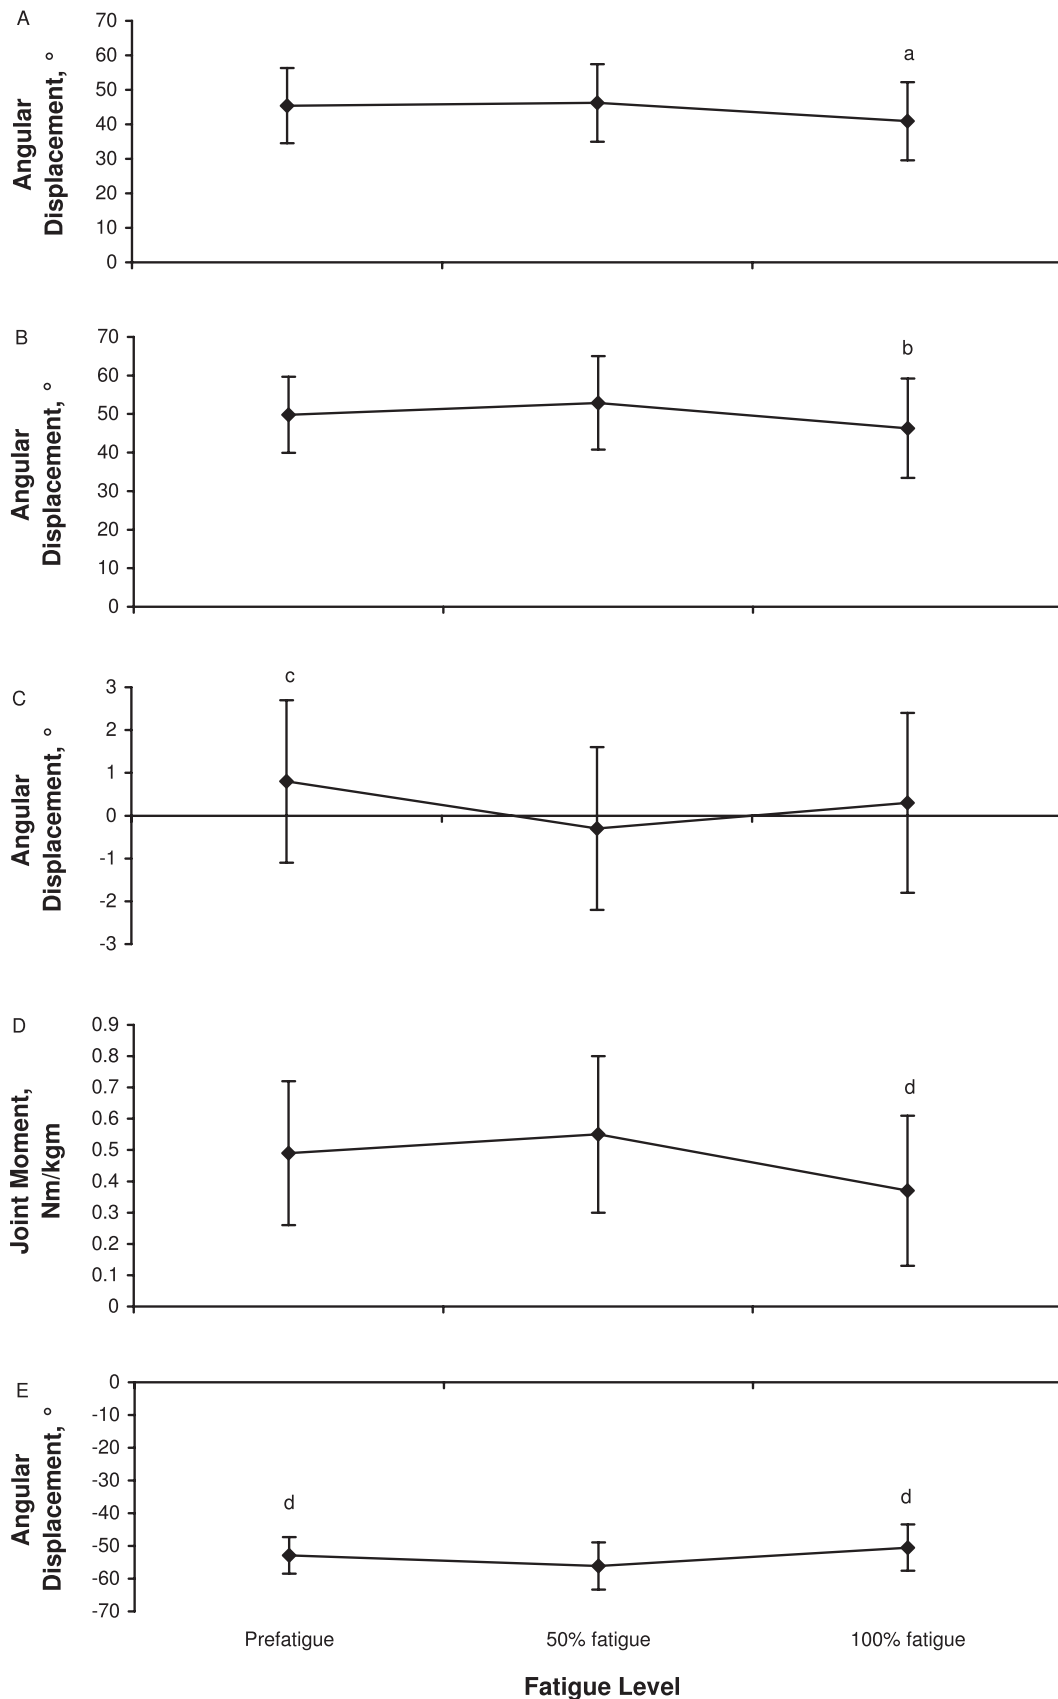 A
Angular
Displacement, °
70
60
50
40
30
20
10
0
a
B
Angular
Displacement, °
70
60
50
40
30
20
10
0
b
C
Angular
Displacement, °
3
2
1
0
-1
-2
-3
c
D
Joint Moment,
Nm/kgm
0.9
0.8
0.7
0.6
0.5
0.4
0.3
0.2
0.1
0
d
E
Angular
Displacement, °
0
-10
-20
-30
-40
-50
-60
-70
d
d
Prefatigue 50% fatigue 100% fatigue
Fatigue Level